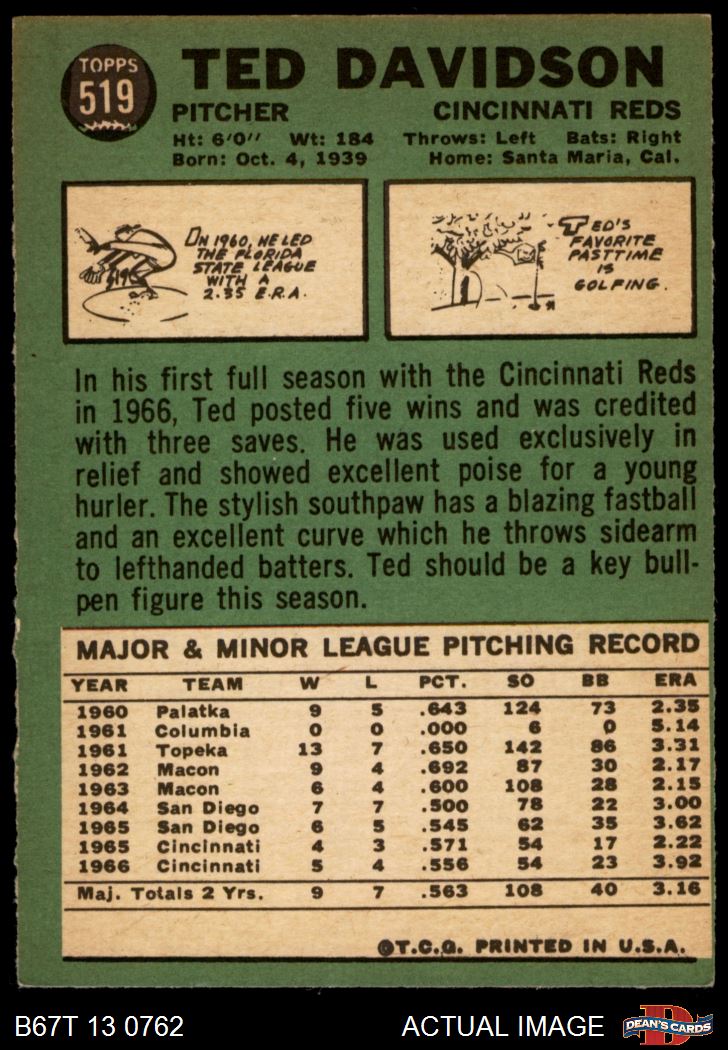 TOPPS
519
TED DAVIDSON
PITCHER CINCINNATI REDS
Ht: 6'0'' Wt: 184 Throws: Left Bats: Right
Born: Oct. 4, 1939 Home: Santa Maria, Cal.
IN 1960, HE LED
THE FLORIDA
STATE LEAGUE
WITH A
2.35 E.R.A.
TED'S
FAVORITE
PASTTIME
IS
GOLFING.
In his first full season with the Cincinnati Reds
in 1966, Ted posted five wins and was credited
with three saves. He was used exclusively in
relief and showed excellent poise for a young
hurler. The stylish southpaw has a blazing fastball
and an excellent curve which he throws sidearm
to lefthanded batters. Ted should be a key bull-
pen figure this season.
MAJOR & MINOR LEAGUE PITCHING RECORD
YEAR TEAM W L PCT. SO BB ERA
1960 Palatka 9 5 .643 124 73 2.35
1961 Columbia 0 0 .000 6 0 5.14
1961 Topeka 13 7 .650 142 86 3.31
1962 Macon 9 4 .692 87 30 2.17
1963 Macon 6 4 .600 108 28 2.15
1964 San Diego 7 7 .500 78 22 3.00
1965 San Diego 6 5 .545 62 35 3.62
1965 Cincinnati 4 3 .571 54 17 2.22
1966 Cincinnati 5 4 .556 54 23 3.92
Maj. Totals 2 Yrs. 9 7 .563 108 40 3.16
©T.C.G. PRINTED IN U.S.A.
B67T 13 0762 ACTUAL IMAGE
D
DEAN'S CARDS